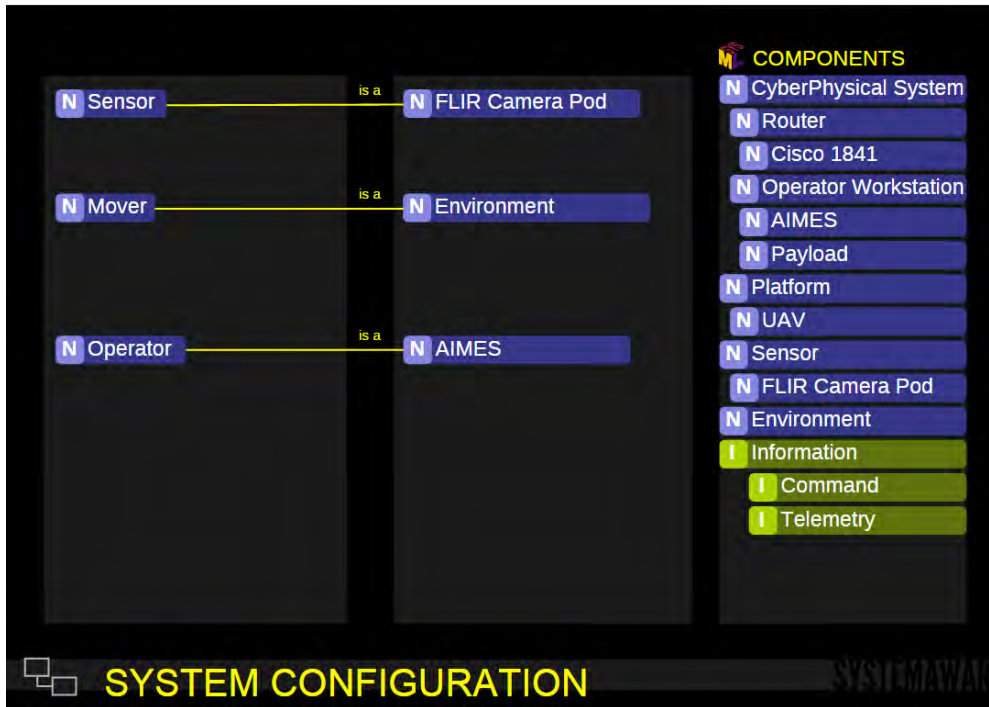 COMPONENTS
N Sensor is a N FLIR Camera Pod
N Mover is a N Environment
N Operator is a N AIMES
N CyberPhysical System
N Router
N Cisco 1841
N Operator Workstation
N AIMES
N Payload
N Platform
N UAV
N Sensor
N FLIR Camera Pod
N Environment
I Information
I Command
I Telemetry
SYSTEM CONFIGURATION